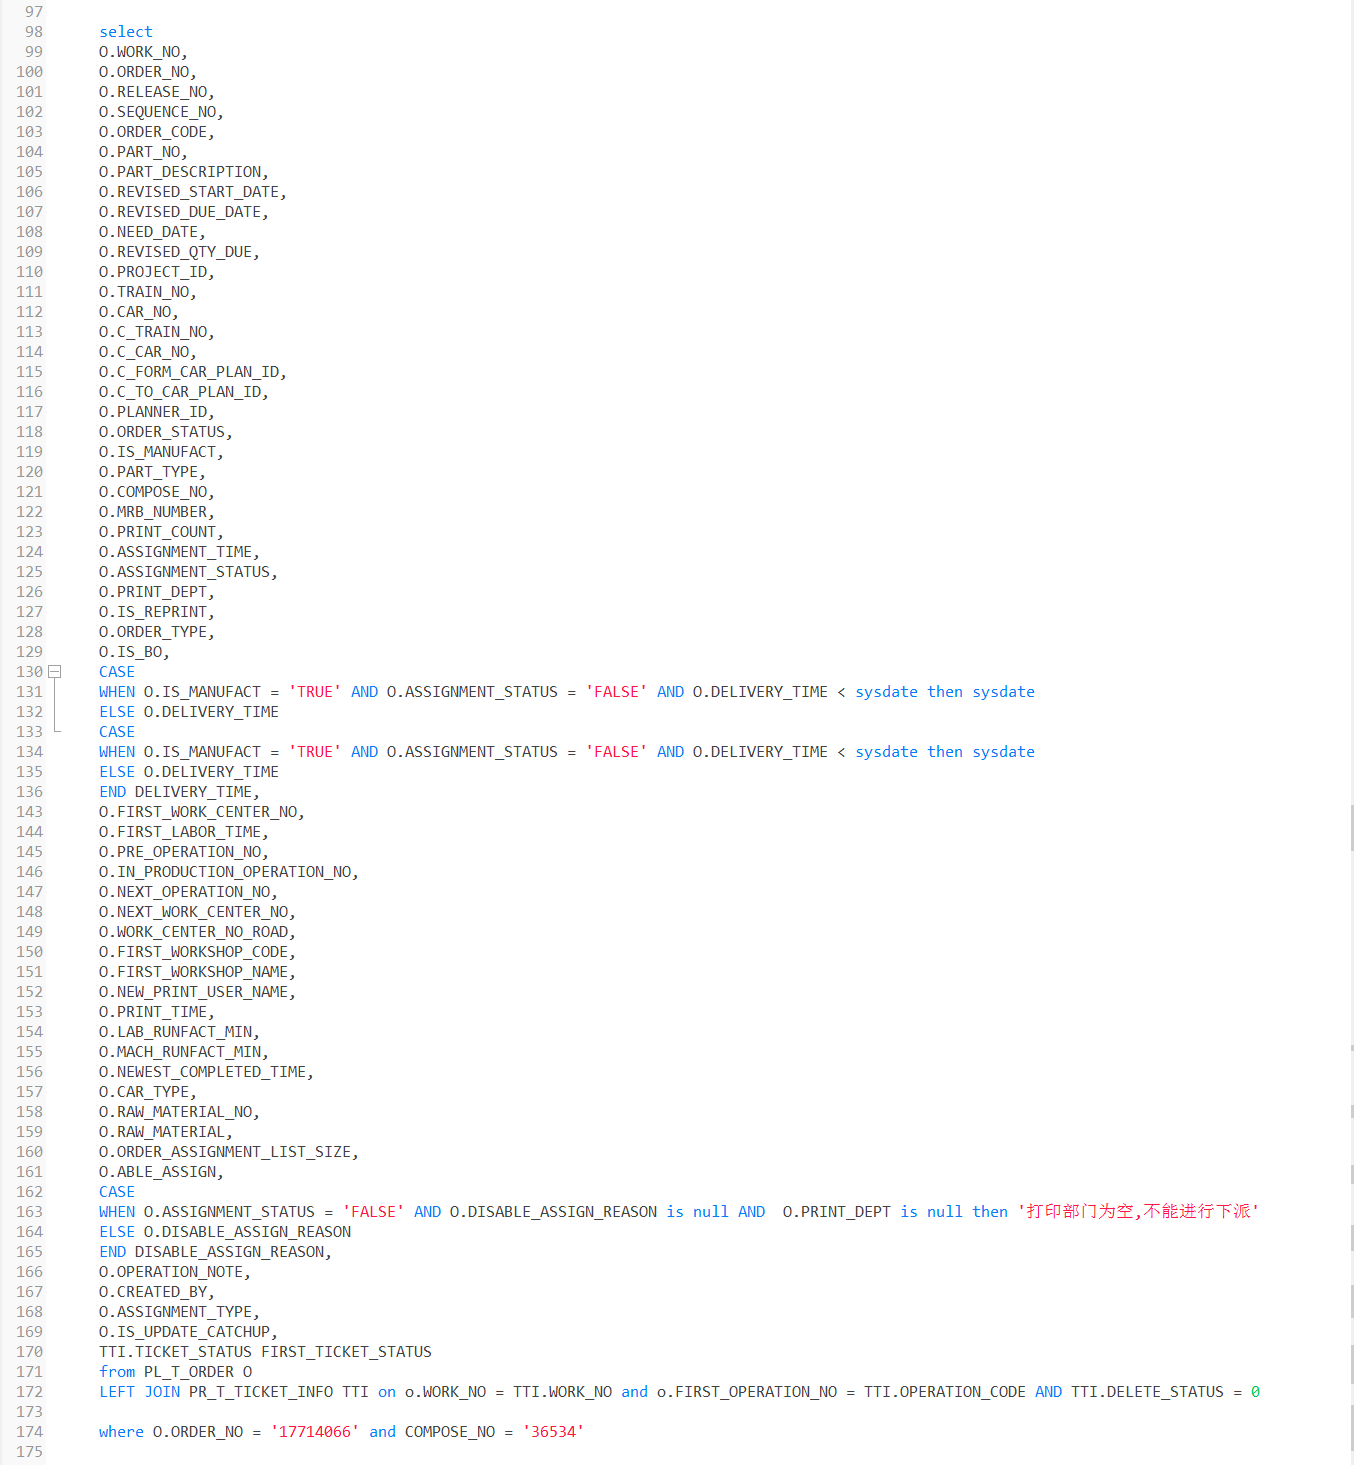 97
98 select
99 O.WORK_NO,
100 O.ORDER_NO,
101 O.RELEASE_NO,
102 O.SEQUENCE_NO,
103 O.ORDER_CODE,
104 O.PART_NO,
105 O.PART_DESCRIPTION,
106 O.REVISED_START_DATE,
107 O.REVISED_DUE_DATE,
108 O.NEED_DATE,
109 O.REVISED_QTY_DUE,
110 O.PROJECT_ID,
111 O.TRAIN_NO,
112 O.CAR_NO,
113 O.C_TRAIN_NO,
114 O.C_CAR_NO,
115 O.C_FORM_CAR_PLAN_ID,
116 O.C_TO_CAR_PLAN_ID,
117 O.PLANNER_ID,
118 O.ORDER_STATUS,
119 O.IS_MANUFACT,
120 O.PART_TYPE,
121 O.COMPOSE_NO,
122 O.MRB_NUMBER,
123 O.PRINT_COUNT,
124 O.ASSIGNMENT_TIME,
125 O.ASSIGNMENT_STATUS,
126 O.PRINT_DEPT,
127 O.IS_REPRINT,
128 O.ORDER_TYPE,
129 O.IS_BO,
130 CASE
131 WHEN O.IS_MANUFACT = 'TRUE' AND O.ASSIGNMENT_STATUS = 'FALSE' AND O.DELIVERY_TIME < sysdate then sysdate
132 ELSE O.DELIVERY_TIME
133 CASE
134 WHEN O.IS_MANUFACT = 'TRUE' AND O.ASSIGNMENT_STATUS = 'FALSE' AND O.DELIVERY_TIME < sysdate then sysdate
135 ELSE O.DELIVERY_TIME
136 END DELIVERY_TIME,
143 O.FIRST_WORK_CENTER_NO,
144 O.FIRST_LABOR_TIME,
145 O.PRE_OPERATION_NO,
146 O.IN_PRODUCTION_OPERATION_NO,
147 O.NEXT_OPERATION_NO,
148 O.NEXT_WORK_CENTER_NO,
149 O.WORK_CENTER_NO_ROAD,
150 O.FIRST_WORKSHOP_CODE,
151 O.FIRST_WORKSHOP_NAME,
152 O.NEW_PRINT_USER_NAME,
153 O.PRINT_TIME,
154 O.LAB_RUNFACT_MIN,
155 O.MACH_RUNFACT_MIN,
156 O.NEWEST_COMPLETED_TIME,
157 O.CAR_TYPE,
158 O.RAW_MATERIAL_NO,
159 O.RAW_MATERIAL,
160 O.ORDER_ASSIGNMENT_LIST_SIZE,
161 O.ABLE_ASSIGN,
162 CASE
163 WHEN O.ASSIGNMENT_STATUS = 'FALSE' AND O.DISABLE_ASSIGN_REASON is null AND  O.PRINT_DEPT is null then '打印部门为空,不能进行下派'
164 ELSE O.DISABLE_ASSIGN_REASON
165 END DISABLE_ASSIGN_REASON,
166 O.OPERATION_NOTE,
167 O.CREATED_BY,
168 O.ASSIGNMENT_TYPE,
169 O.IS_UPDATE_CATCHUP,
170 TTI.TICKET_STATUS FIRST_TICKET_STATUS
171 from PL_T_ORDER O
172 LEFT JOIN PR_T_TICKET_INFO TTI on o.WORK_NO = TTI.WORK_NO and o.FIRST_OPERATION_NO = TTI.OPERATION_CODE AND TTI.DELETE_STATUS = 0
173
174 where O.ORDER_NO = '17714066' and COMPOSE_NO = '36534'
175